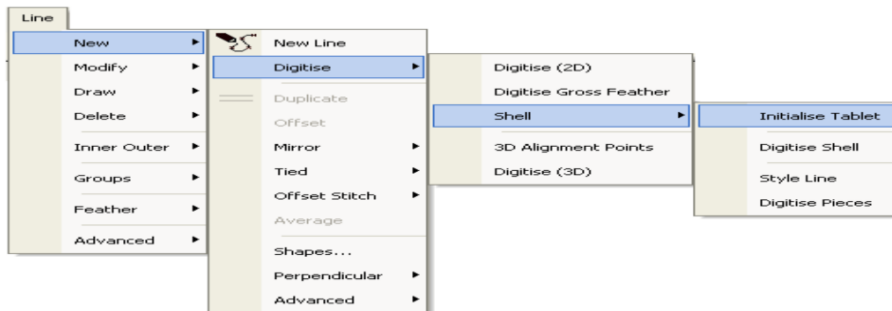 Line
New
Modify
Draw
Delete
Inner Outer
Groups
Feather
Advanced
New Line
Digitise
Duplicate
Offset
Mirror
Tied
Offset Stitch
Average
Shapes...
Perpendicular
Advanced
Digitise (2D)
Digitise Gross Feather
Shell
3D Alignment Points
Digitise (3D)
Initialise Tablet
Digitise Shell
Style Line
Digitise Pieces